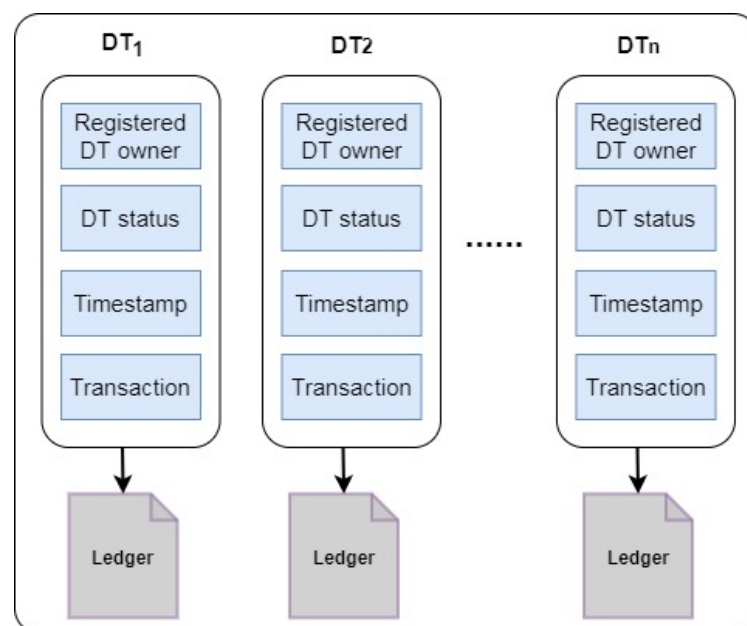 DT1
Registered
DT owner
DT status
Timestamp
Transaction
Ledger
DT2
Registered
DT owner
DT status
Timestamp
Transaction
Ledger
......
DTn
Registered
DT owner
DT status
Timestamp
Transaction
Ledger